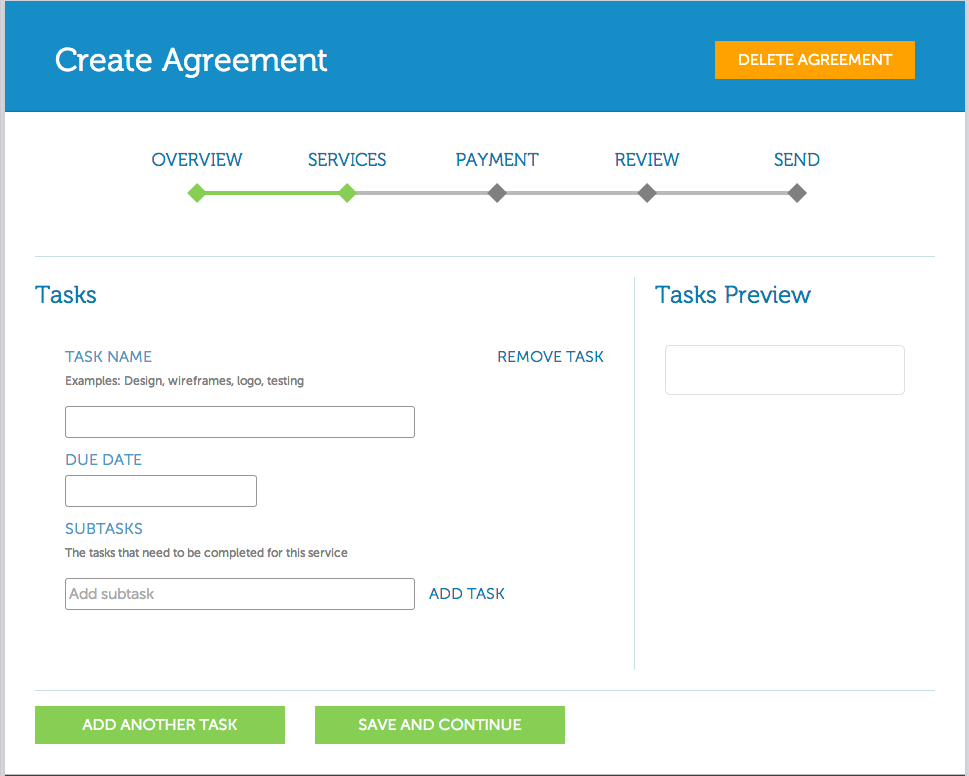 Create Agreement
DELETE AGREEMENT
OVERVIEW SERVICES PAYMENT REVIEW SEND
Tasks
Tasks Preview
TASK NAME
REMOVE TASK
Examples: Design, wireframes, logo, testing
DUE DATE
SUBTASKS
The tasks that need to be completed for this service
Add subtask
ADD TASK
ADD ANOTHER TASK
SAVE AND CONTINUE